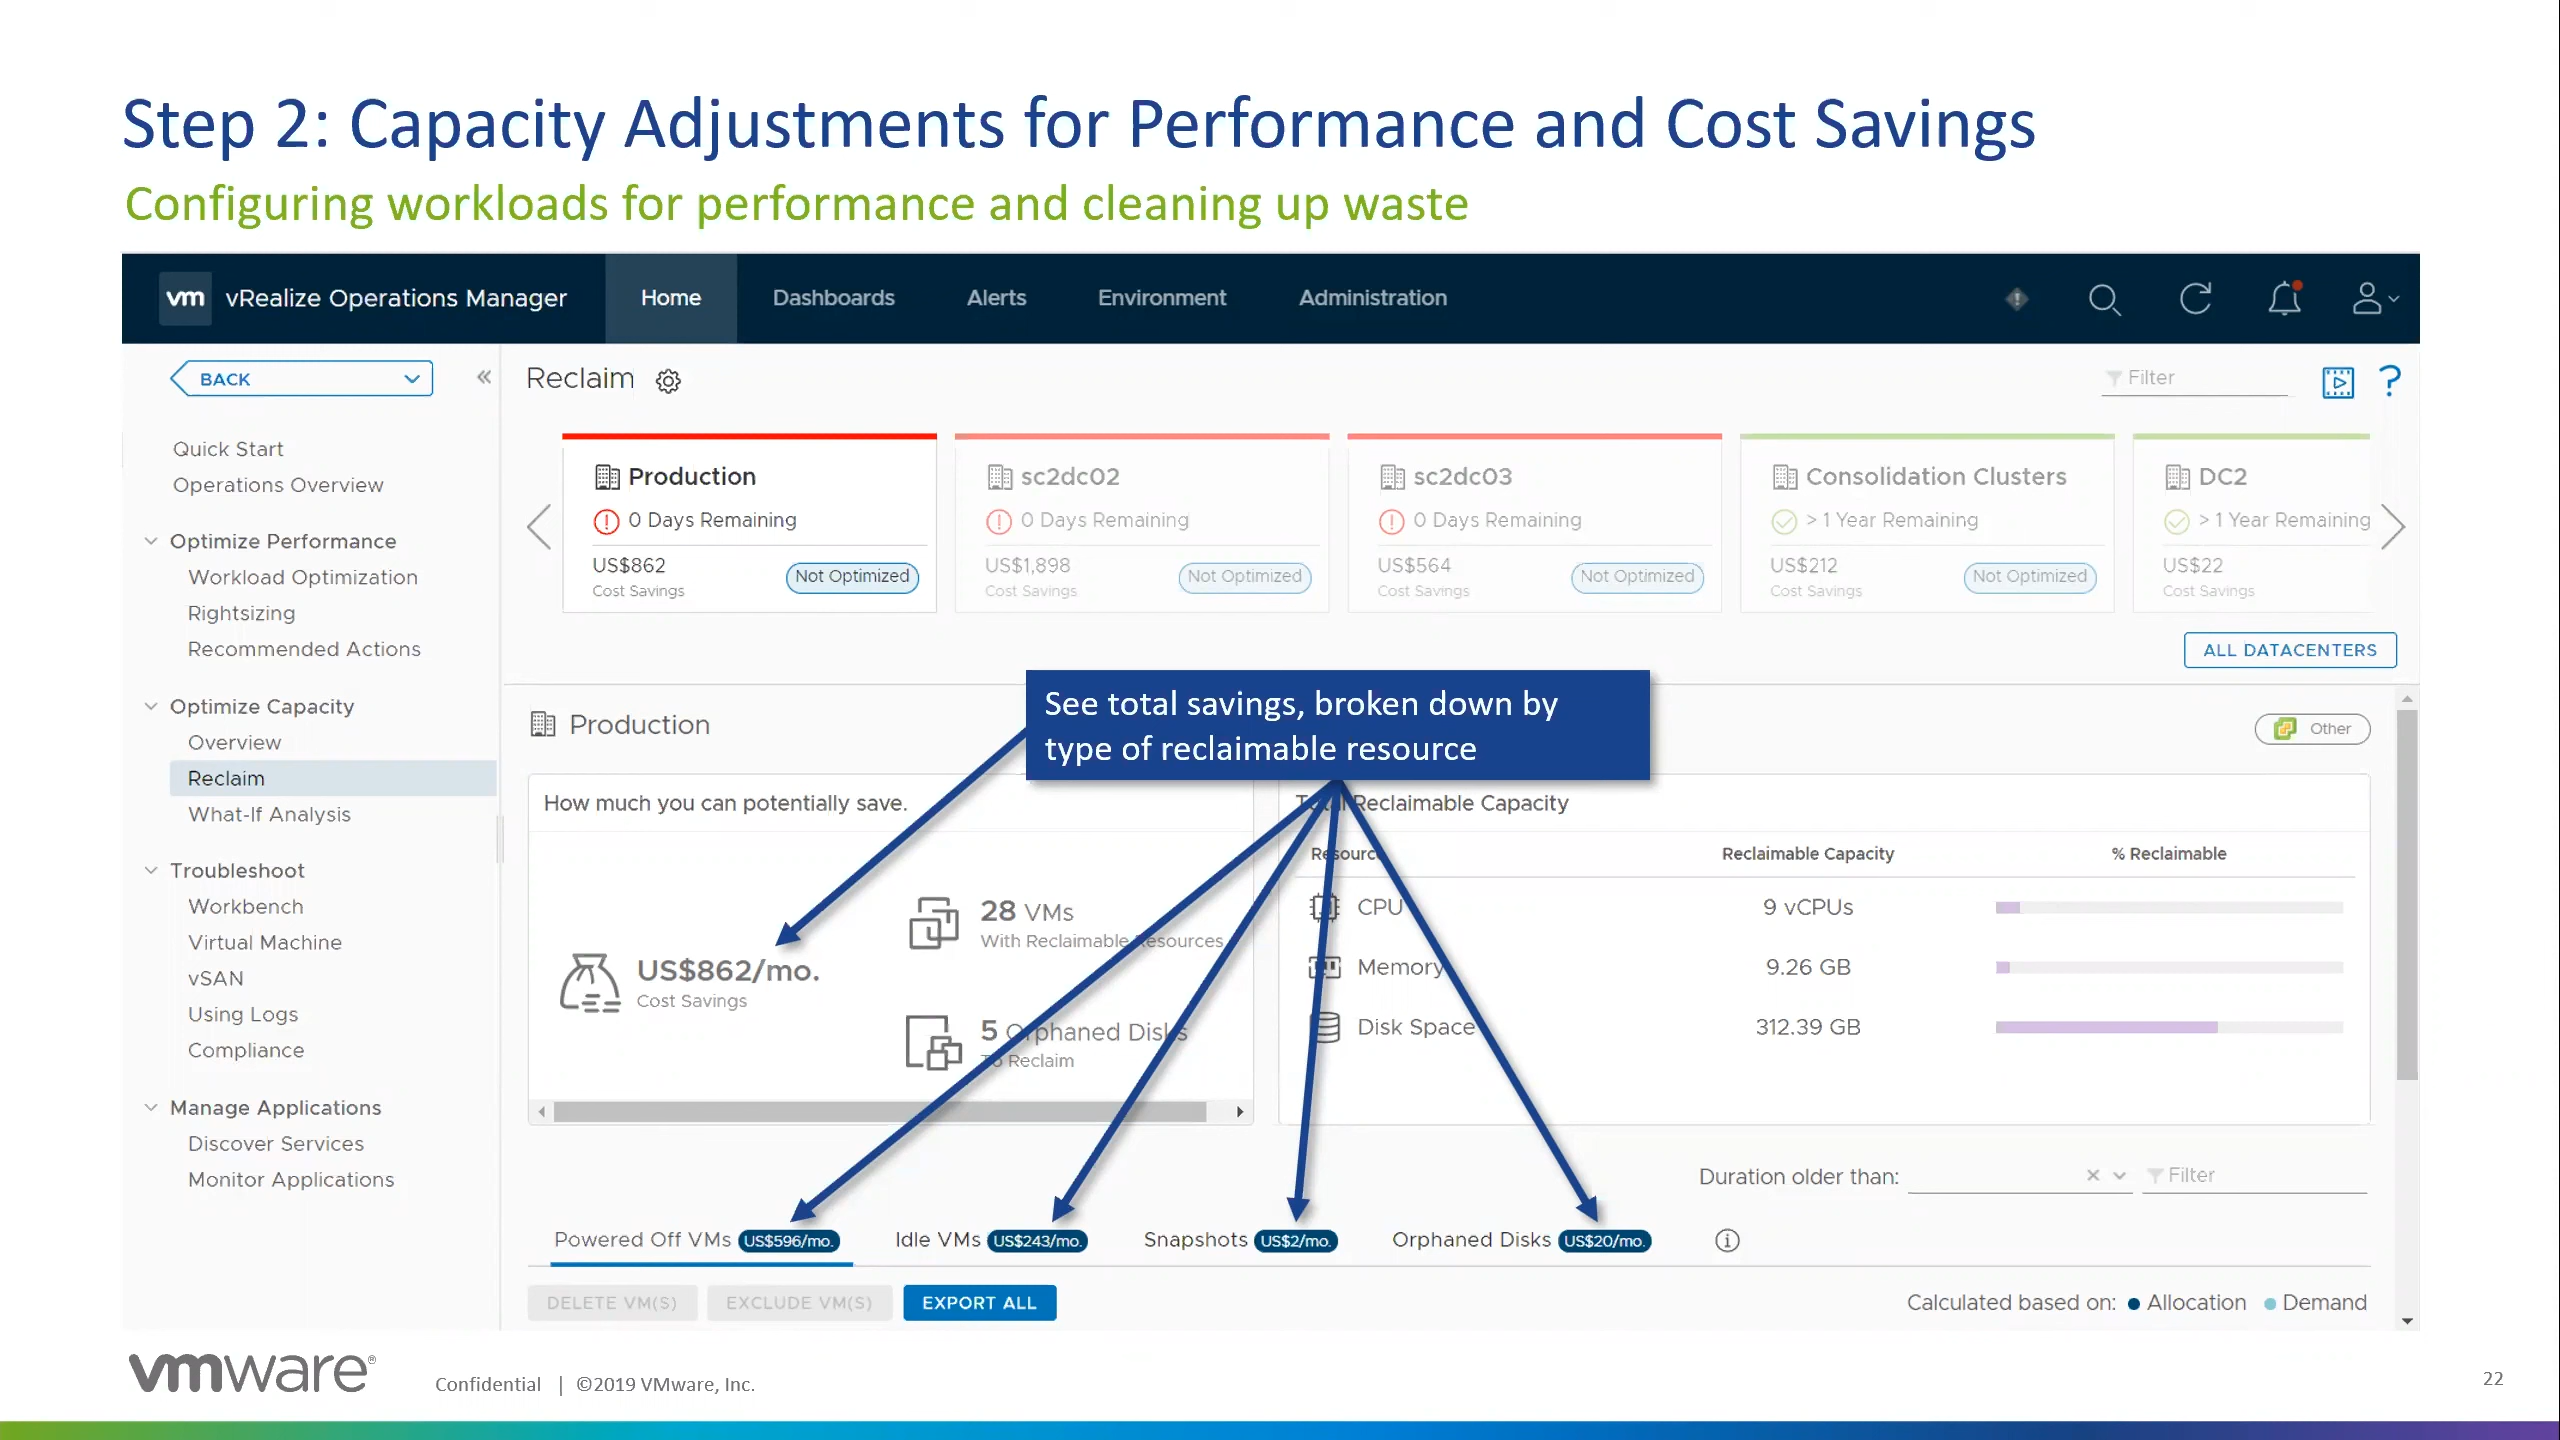 Step 2: Capacity Adjustments for Performance and Cost Savings
Configuring workloads for performance and cleaning up waste
vm vRealize Operations Manager Home Dashboards Alerts Environment Administration
BACK
Quick Start
Operations Overview
Optimize Performance
Workload Optimization
Rightsizing
Recommended Actions
Optimize Capacity
Overview
Reclaim
What-If Analysis
Troubleshoot
Workbench
Virtual Machine
vSAN
Using Logs
Compliance
Manage Applications
Discover Services
Monitor Applications
Reclaim
Filter
Production
0 Days Remaining
US$862
Cost Savings
Not Optimized
sc2dc02
0 Days Remaining
US$1,898
Cost Savings
Not Optimized
sc2dc03
0 Days Remaining
US$564
Cost Savings
Not Optimized
Consolidation Clusters
> 1 Year Remaining
US$212
Cost Savings
Not Optimized
DC2
> 1 Year Remaining
US$22
Cost Savings
ALL DATACENTERS
See total savings, broken down by
type of reclaimable resource
Production
Other
How much you can potentially save.
US$862/mo.
Cost Savings
28 VMs
With Reclaimable Resources
5 Orphaned Disks
To Reclaim
Total Reclaimable Capacity
Resource Reclaimable Capacity % Reclaimable
CPU 9 vCPUs
Memory 9.26 GB
Disk Space 312.39 GB
Duration older than: Filter
Powered Off VMs US$596/mo. Idle VMs US$243/mo. Snapshots US$2/mo. Orphaned Disks US$20/mo.
DELETE VM(S) EXCLUDE VM(S) EXPORT ALL
Calculated based on: Allocation Demand
vmware® Confidential | ©2019 VMware, Inc.
22